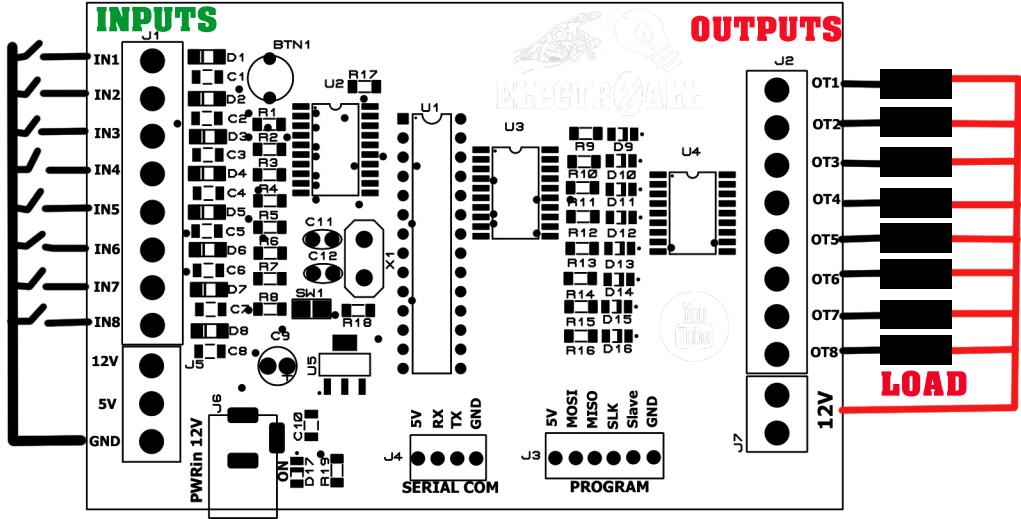 INPUTS
OUTPUTS
ELECTRO ALL
J1
BTN1
J2
IN1
IN2
IN3
IN4
IN5
IN6
IN7
IN8
12V
5V
GND
D1
C1
D2
C2
D3
C3
D4
C4
D5
C5
D6
C6
D7
C7
D8
C8
J5
R1
R2
R3
R4
R5
R6
R7
R8
C9
U2
R17
U1
U3
U4
C11
C12
X1
SW1
R18
U5
R9
D9
R10
D10
R11
D11
R12
D12
R13
D13
R14
D14
R15
D15
R16
D16
You
Tube
OT1
OT2
OT3
OT4
OT5
OT6
OT7
OT8
LOAD
12V
J7
J6
PWRin 12V
ON
C10
D17
R19
5V
RX
TX
GND
J4
SERIAL COM
5V
MOSI
MISO
SLK
Slave
GND
J3
PROGRAM